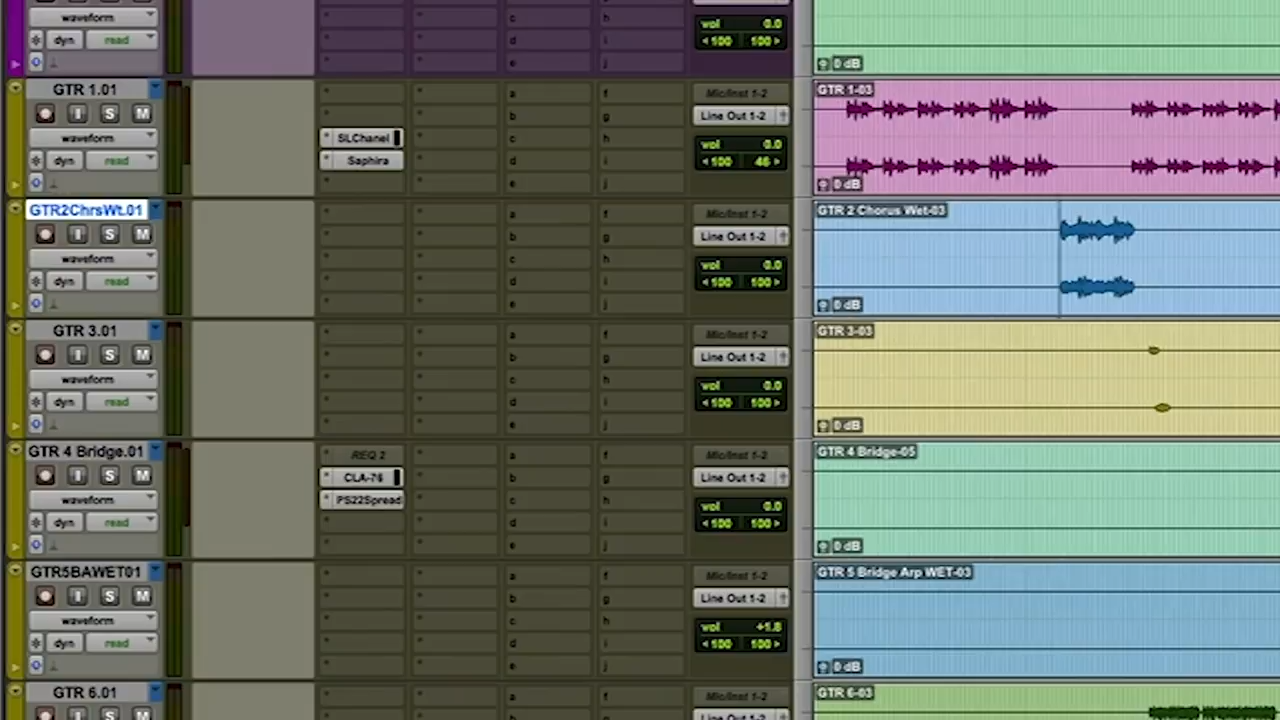 waveform c h vol 0.0
dyn read d i 100 100
e j 0 dB
GTR 1.01 a f Mic/Inst 1-2 GTR 1-03
I S M b g Line Out 1-2
waveform SLChanel c h vol 0.0
dyn read Saphira d i 100 46
e j 0 dB
GTR2ChrsWt.01 a f Mic/Inst 1-2 GTR 2 Chorus Wet-03
I S M b g Line Out 1-2
waveform c h vol 0.0
dyn read d i 100 100
e j 0 dB
GTR 3.01 a f Mic/Inst 1-2 GTR 3-03
I S M b g Line Out 1-2
waveform c h vol 0.0
dyn read d i 100 100
e j 0 dB
GTR 4 Bridge.01 REQ 2 a f Mic/Inst 1-2 GTR 4 Bridge-05
I S M CLA-76 b g Line Out 1-2
waveform PS22Spread c h vol 0.0
dyn read d i 100 100
e j 0 dB
GTR5BAWET01 a f Mic/Inst 1-2 GTR 5 Bridge Arp WET-03
I S M b g Line Out 1-2
waveform c h vol +1.8
dyn read d i 100 100
e j 0 dB
GTR 6.01 a f Mic/Inst 1-2 GTR 6-03
I S M b g Line Out 1-2